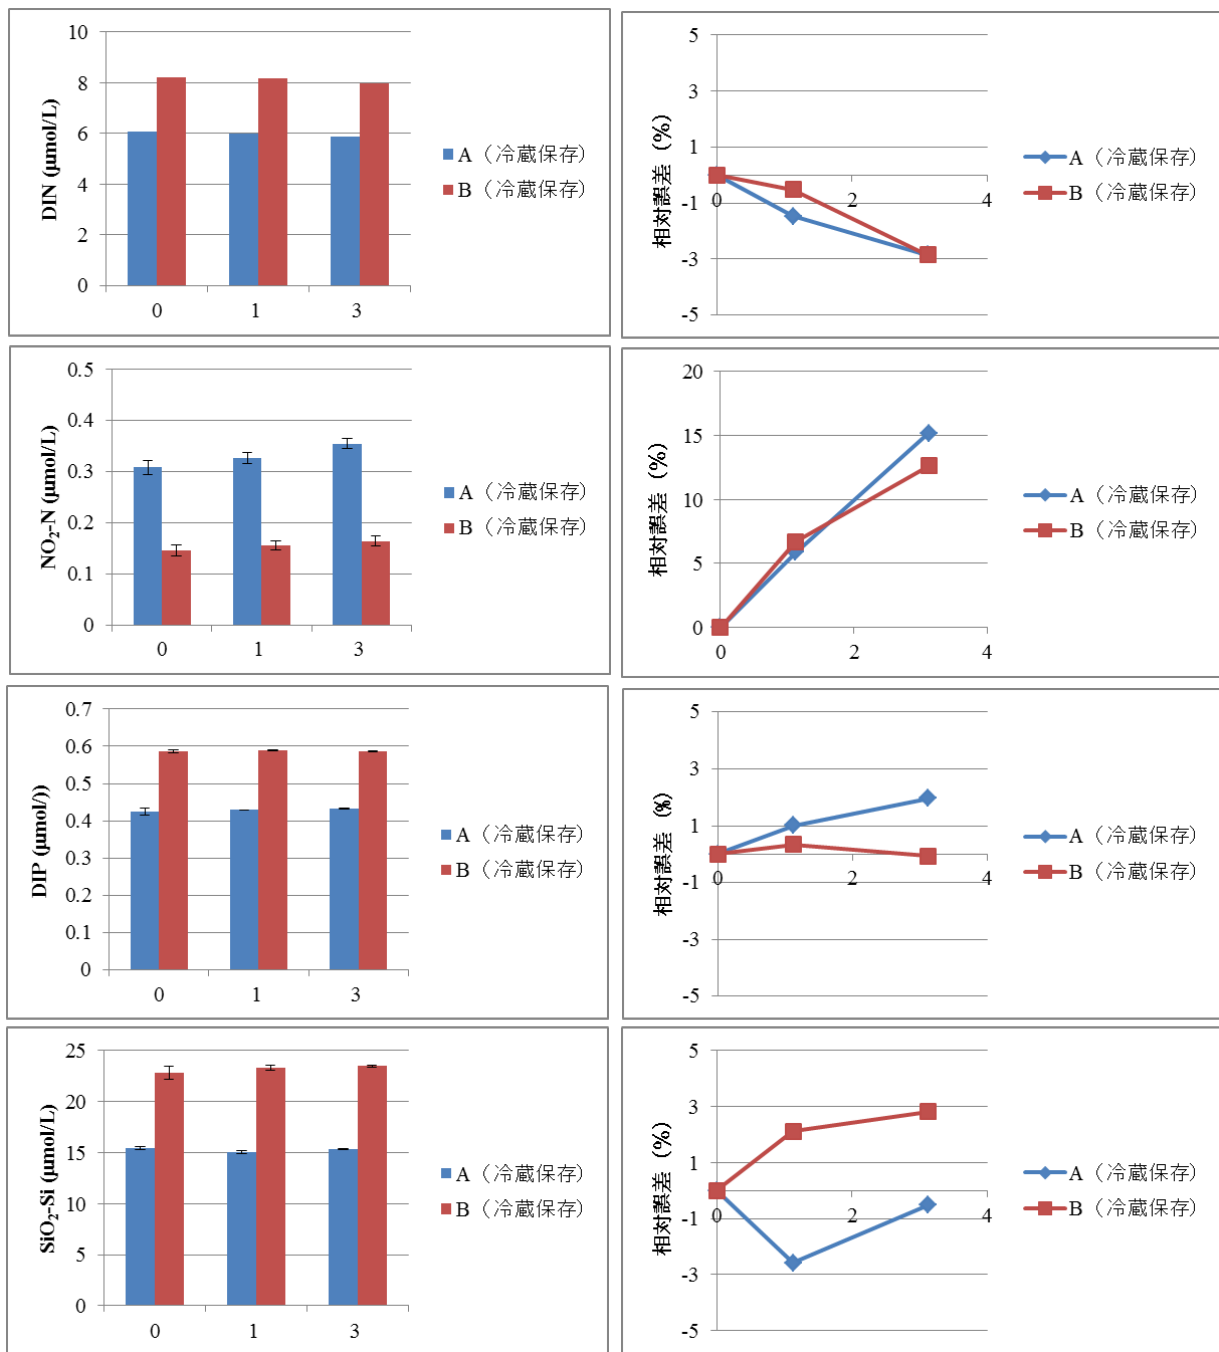 DIN (µmol/L)
10
8
6
4
2
0
0 1 3
A（冷蔵保存）
B（冷蔵保存）
相対誤差（%）
5
3
1
-1
-3
-5
0 2 4
A（冷蔵保存）
B（冷蔵保存）
NO₂-N (µmol/L)
0.5
0.4
0.3
0.2
0.1
0
0 1 3
A（冷蔵保存）
B（冷蔵保存）
相対誤差（%）
20
15
10
5
0
0 2 4
A（冷蔵保存）
B（冷蔵保存）
DIP (µmol/))
0.7
0.6
0.5
0.4
0.3
0.2
0.1
0
0 1 3
A（冷蔵保存）
B（冷蔵保存）
相対誤差（%）
5
3
1
-1
-3
-5
0 2 4
A（冷蔵保存）
B（冷蔵保存）
SiO₂-Si (µmol/L)
25
20
15
10
5
0
0 1 3
A（冷蔵保存）
B（冷蔵保存）
相対誤差（%）
5
3
1
-1
-3
-5
0 2 4
A（冷蔵保存）
B（冷蔵保存）